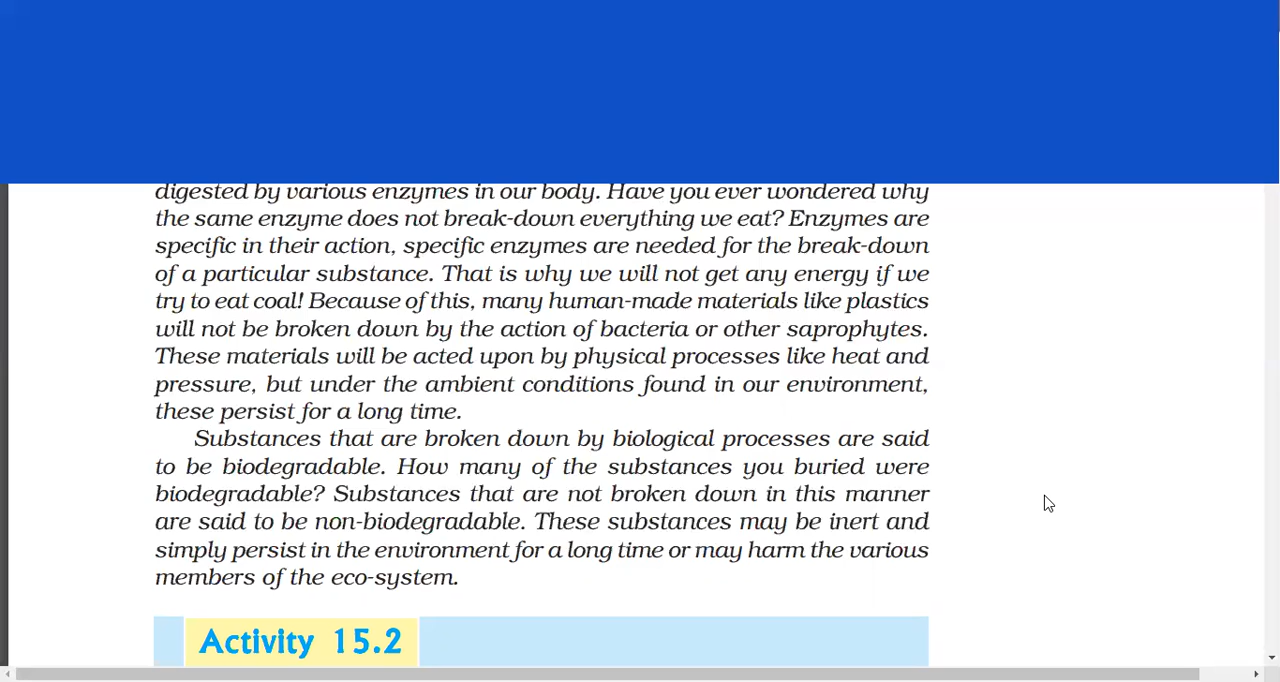 digested by various enzymes in our body. Have you ever wondered why
the same enzyme does not break-down everything we eat? Enzymes are
specific in their action, specific enzymes are needed for the break-down
of a particular substance. That is why we will not get any energy if we
try to eat coal! Because of this, many human-made materials like plastics
will not be broken down by the action of bacteria or other saprophytes.
These materials will be acted upon by physical processes like heat and
pressure, but under the ambient conditions found in our environment,
these persist for a long time.
Substances that are broken down by biological processes are said
to be biodegradable. How many of the substances you buried were
biodegradable? Substances that are not broken down in this manner
are said to be non-biodegradable. These substances may be inert and
simply persist in the environment for a long time or may harm the various
members of the eco-system.
Activity 15.2